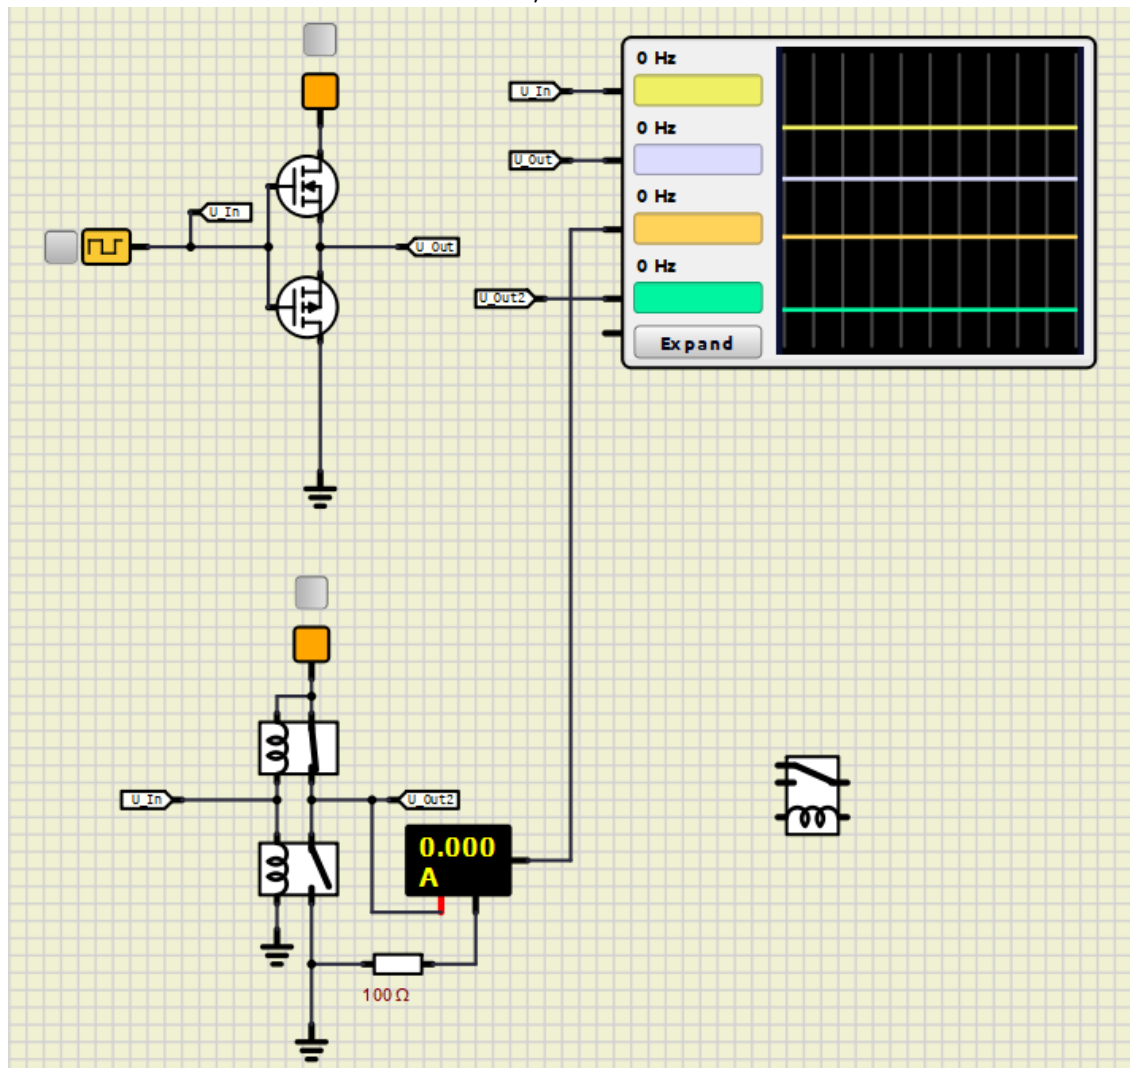 0 Hz
U_In
0 Hz
U_Out
0 Hz
U_In
U_Out
0 Hz
U_Out2
Expand
U_In
U_Out2
0.000
A
100 Ω